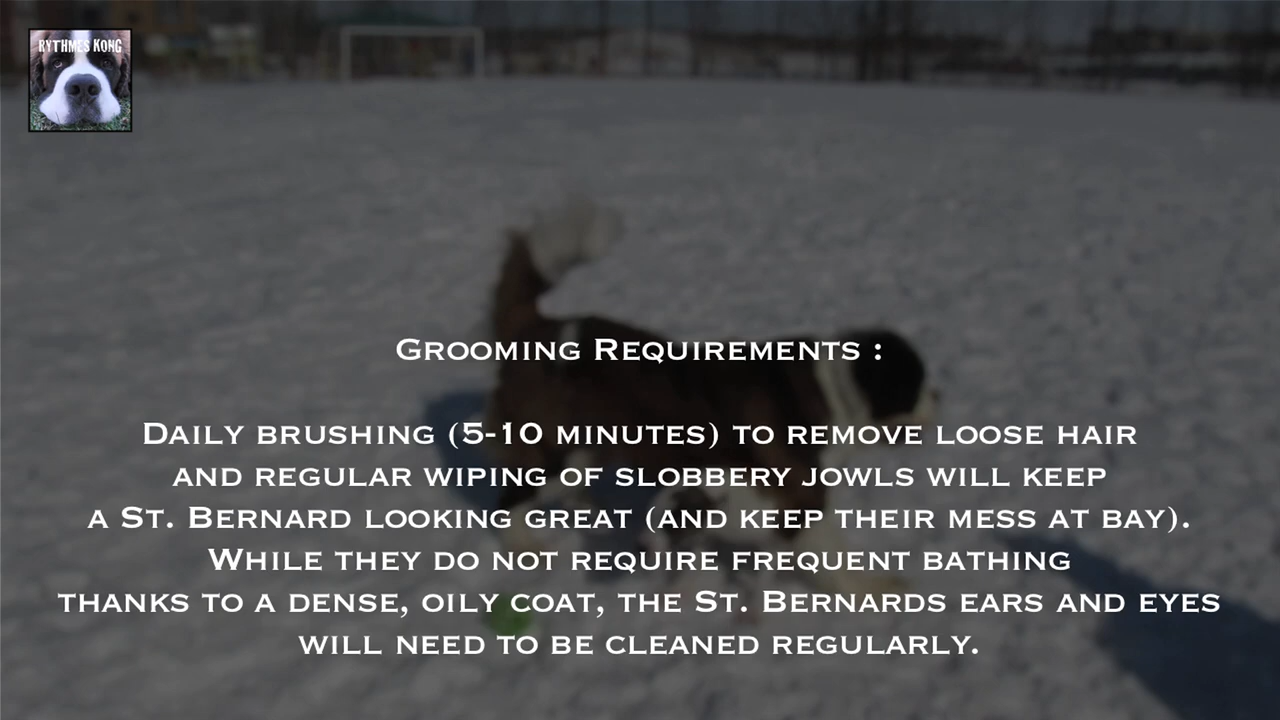 RYTHMES KONG
Grooming Requirements :
Daily brushing (5-10 minutes) to remove loose hair
and regular wiping of slobbery jowls will keep
a St. Bernard looking great (and keep their mess at bay).
While they do not require frequent bathing
thanks to a dense, oily coat, the St. Bernards ears and eyes
will need to be cleaned regularly.